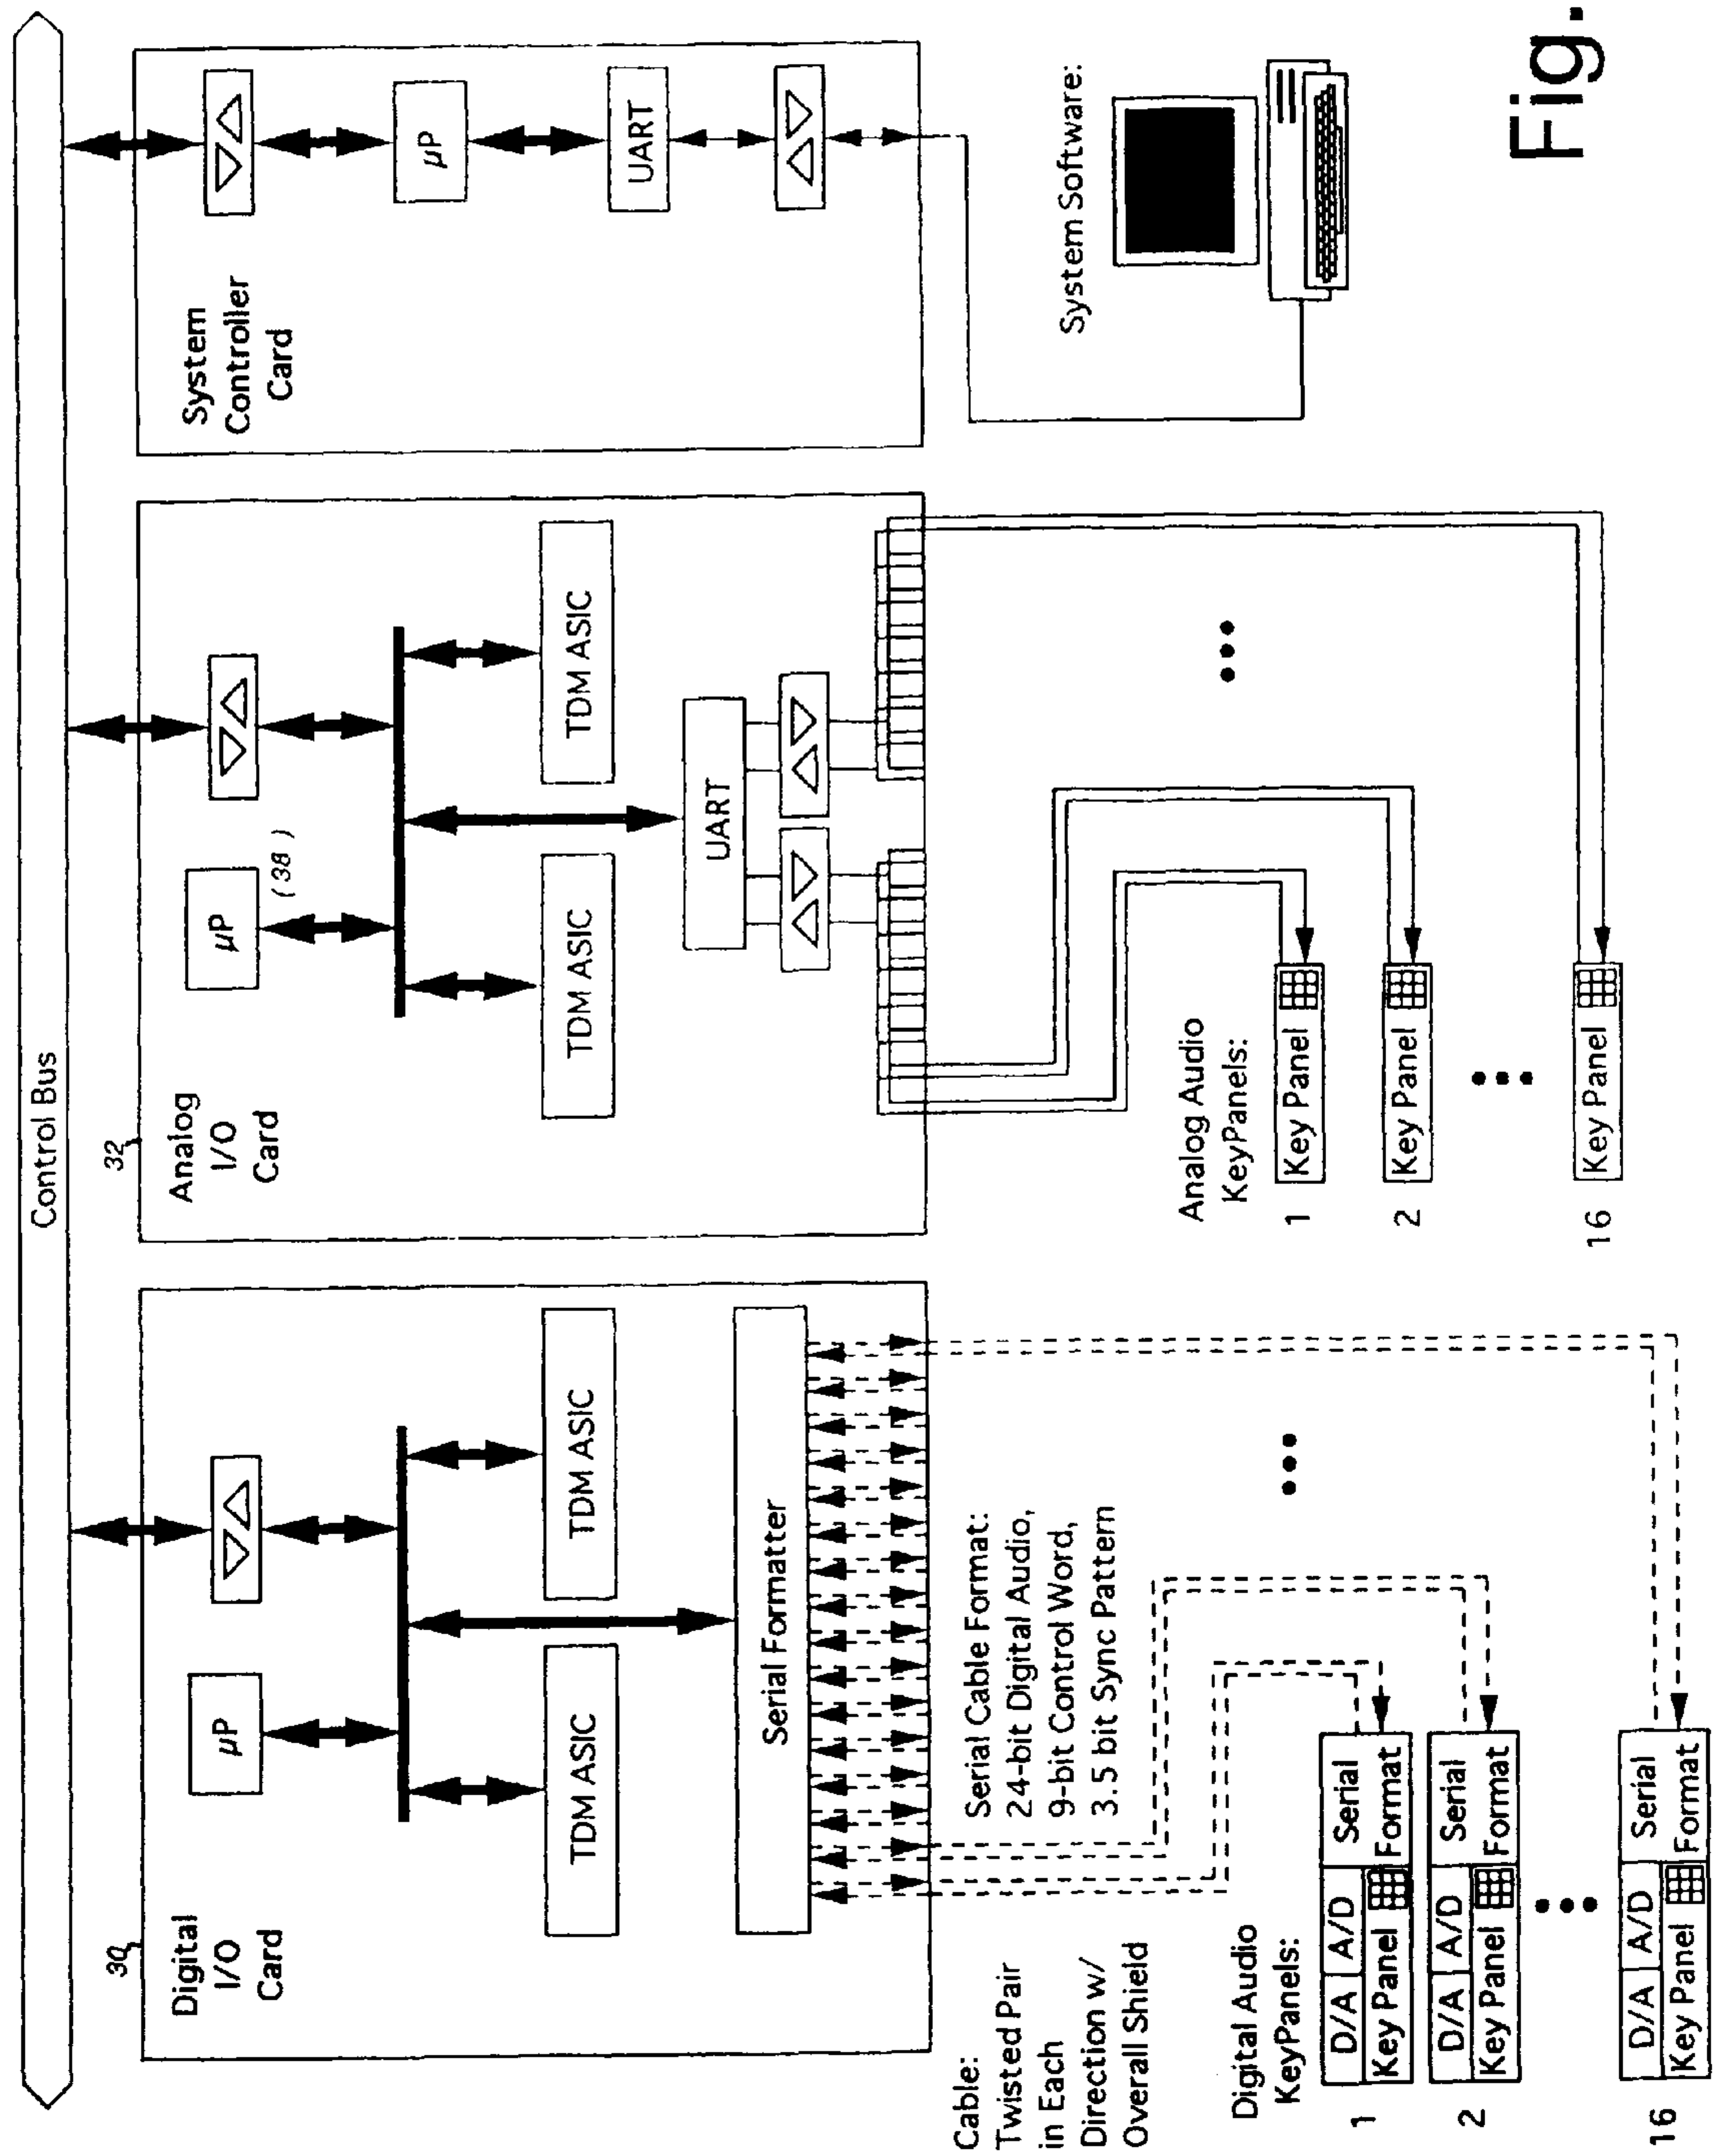 Control Bus
30
Digital
I/O
Card
µP
TDM ASIC
TDM ASIC
Serial Formatter
Cable:
Twisted Pair
in Each
Direction w/
Overall Shield
Serial Cable Format:
24-bit Digital Audio,
9-bit Control Word,
3.5 bit Sync Pattern
Digital Audio
KeyPanels:
1
D/A A/D Serial
Key Panel Format
2
D/A A/D Serial
Key Panel Format
16
D/A A/D Serial
Key Panel Format
32
Analog
I/O
Card
µP
(38)
TDM ASIC
TDM ASIC
UART
Analog Audio
KeyPanels:
1 Key Panel
2 Key Panel
16 Key Panel
System
Controller
Card
µP
UART
System Software:
Fig.